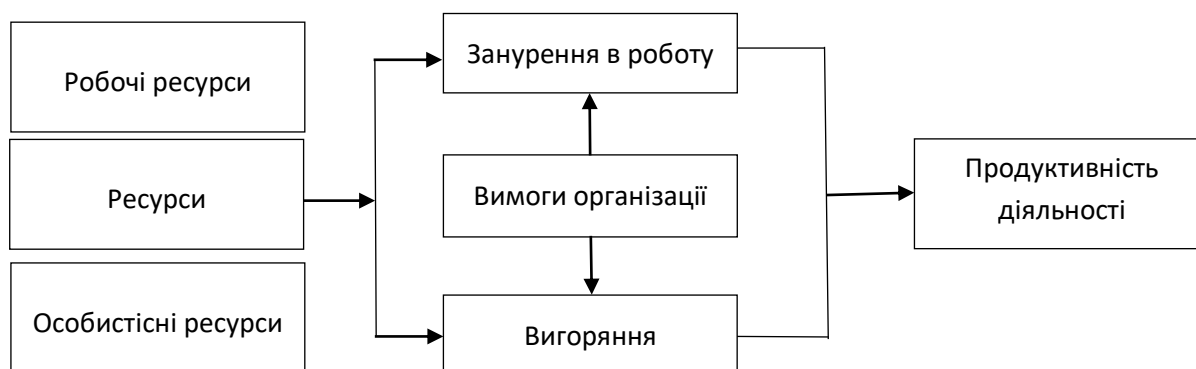 Робочі ресурси
Ресурси
Особистісні ресурси
Занурення в роботу
Вимоги організації
Вигоряння
Продуктивність
діяльності